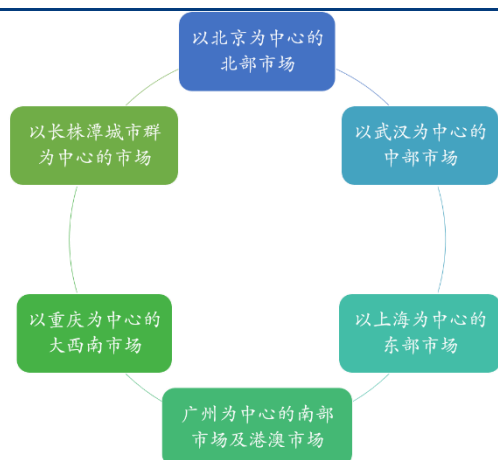 以北京为中心的
北部市场
以武汉为中心的
中部市场
以上海为中心的
东部市场
广州为中心的南部
市场及港澳市场
以重庆为中心的
大西南市场
以长株潭城市群
为中心的市场